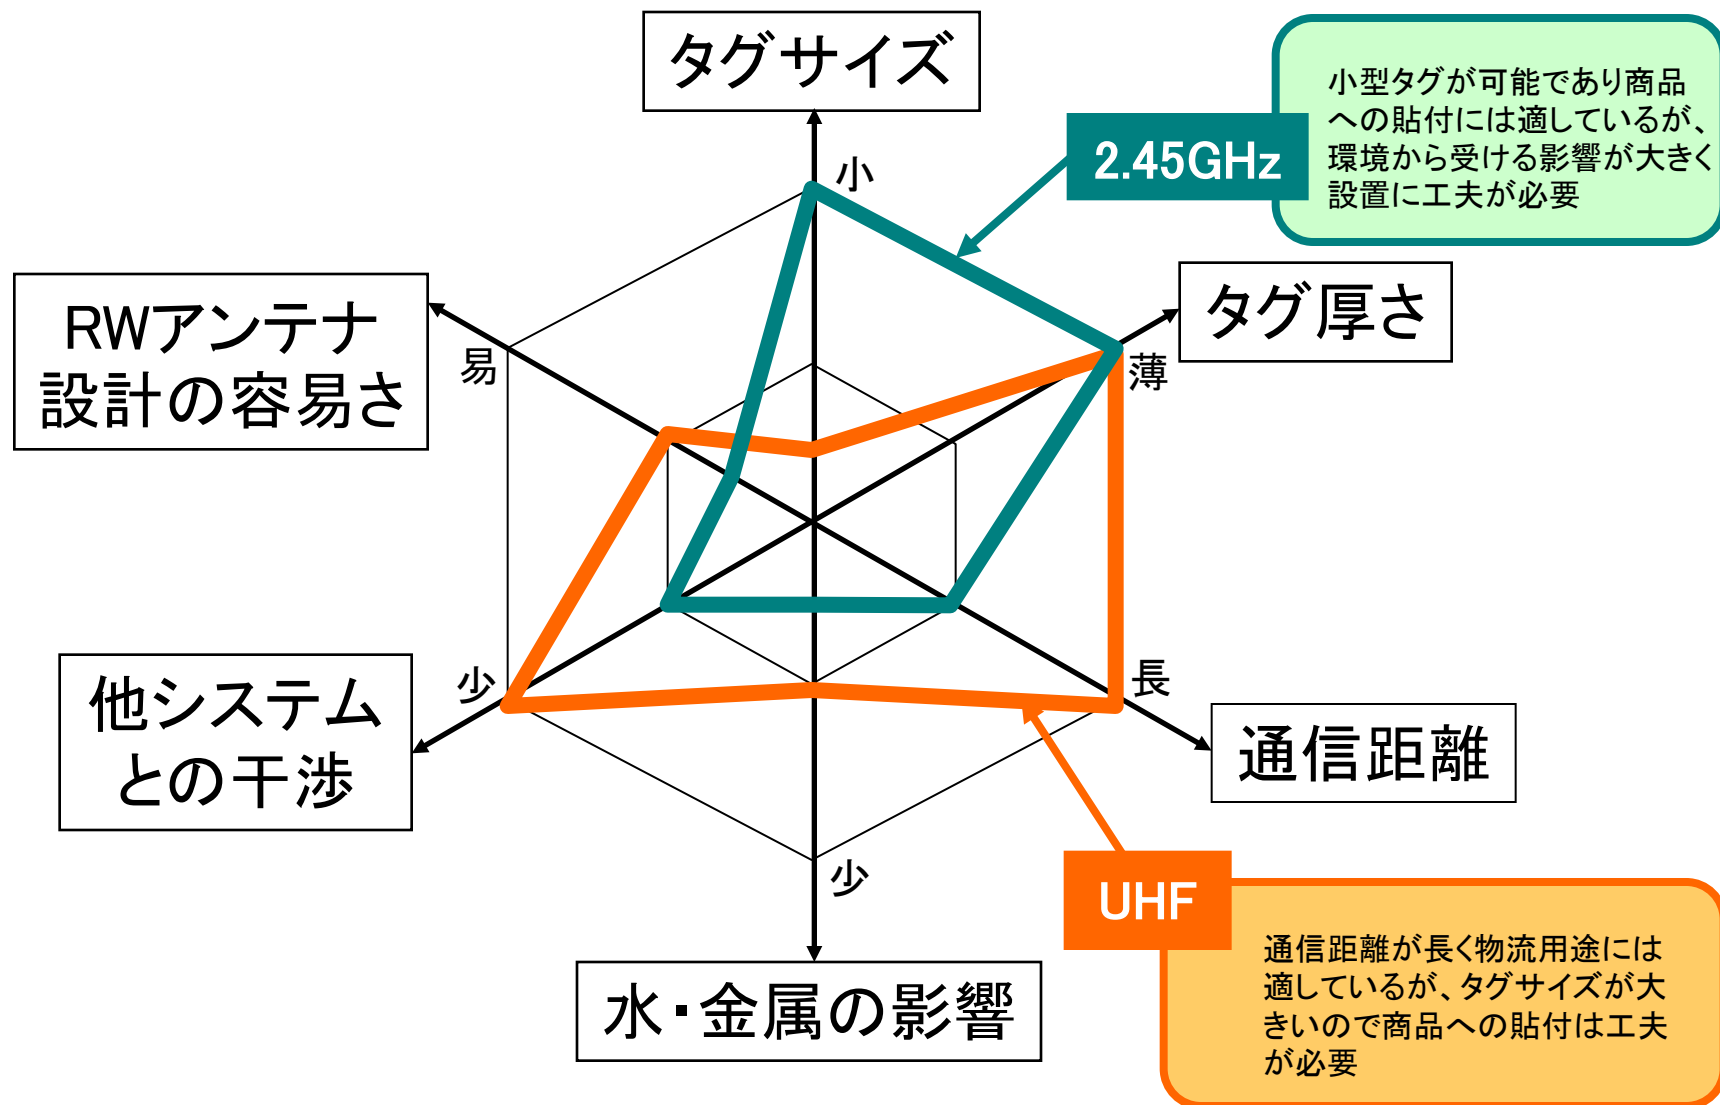 タグサイズ
小
2.45GHz
小型タグが可能であり商品
への貼付には適しているが、
環境から受ける影響が大きく
設置に工夫が必要
タグ厚さ
薄
RWアンテナ
設計の容易さ
易
他システム
との干渉
少
長
通信距離
少
水・金属の影響
UHF
通信距離が長く物流用途には
適しているが、タグサイズが大
きいので商品への貼付は工夫
が必要